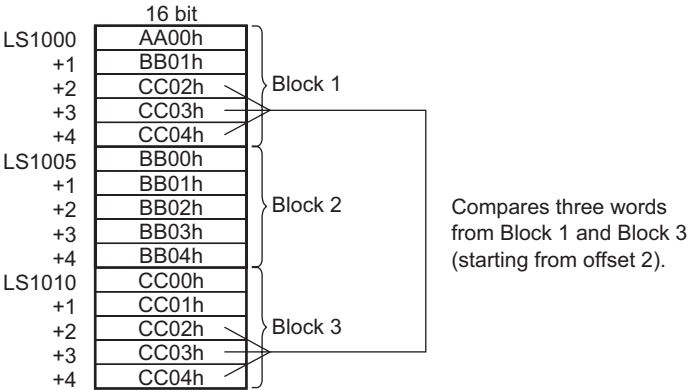 16 bit
LS1000 AA00h
+1 BB01h
+2 CC02h Block 1
+3 CC03h
+4 CC04h
LS1005 BB00h
+1 BB01h
+2 BB02h Block 2 Compares three words
+3 BB03h from Block 1 and Block 3
+4 BB04h (starting from offset 2).
LS1010 CC00h
+1 CC01h
+2 CC02h Block 3
+3 CC03h
+4 CC04h